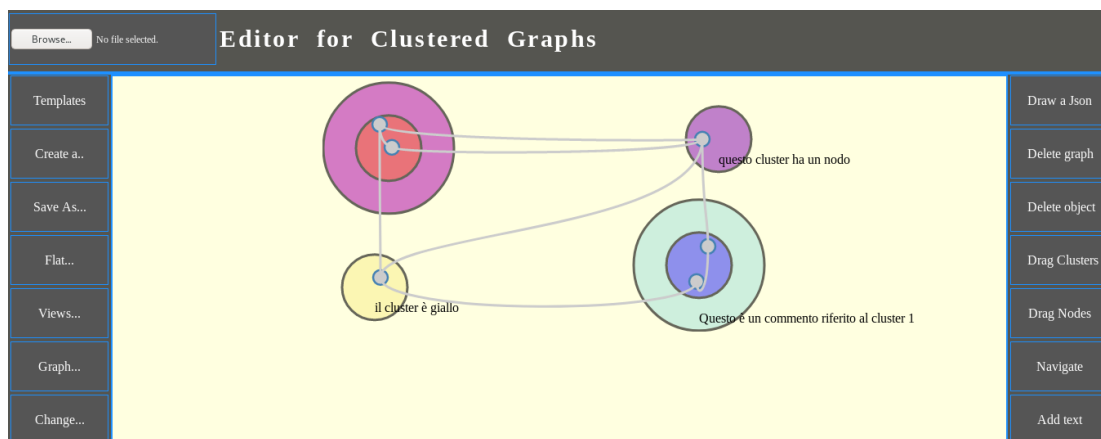 Browse... No file selected.
Editor for Clustered Graphs
Templates
Create a..
Save As...
Flat...
Views...
Graph...
Change...
questo cluster ha un nodo
il cluster è giallo
Questo è un commento riferito al cluster 1
Draw a Json
Delete graph
Delete object
Drag Clusters
Drag Nodes
Navigate
Add text